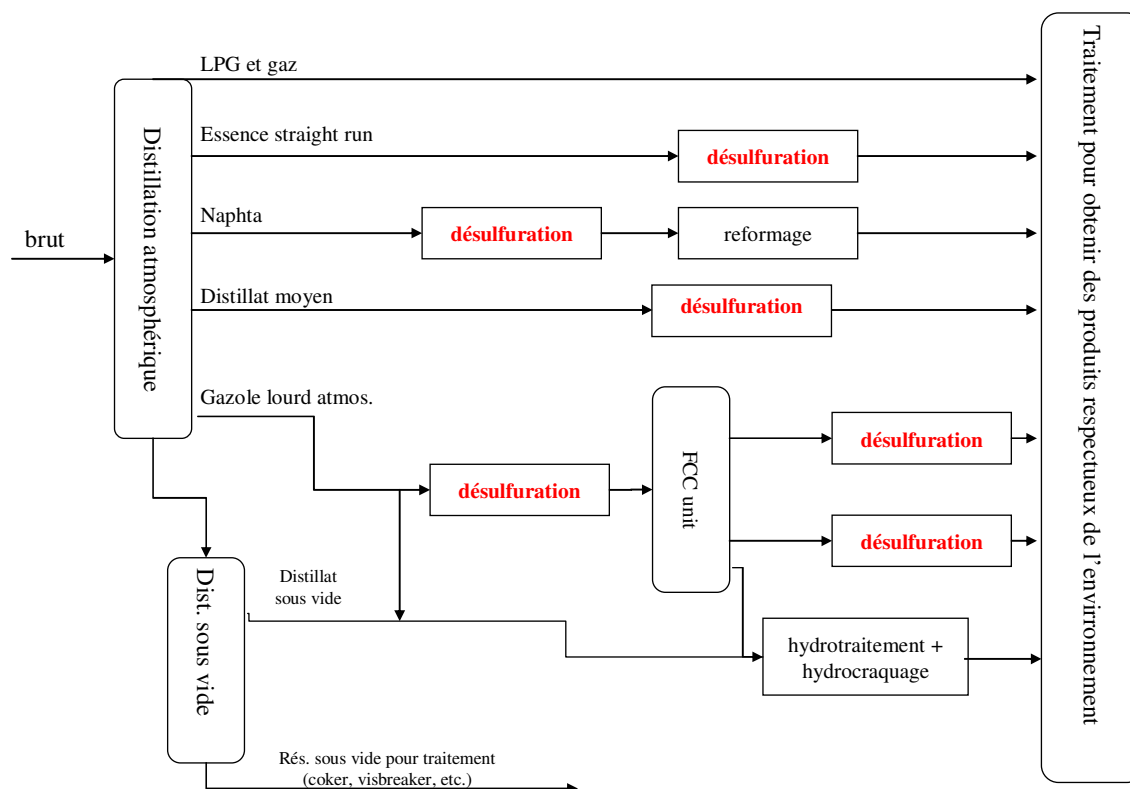 LPG et gaz
Essence straight run
désulfuration
Naphta
désulfuration
reformage
brut
Distillation atmosphérique
Distillat moyen
désulfuration
Gazole lourd atmos.
désulfuration
FCC unit
désulfuration
désulfuration
Dist. sous vide
Distillat
sous vide
hydrotraitement +
hydrocraquage
Rés. sous vide pour traitement
(coker, visbreaker, etc.)
Traitement pour obtenir des produits respectueux de l'envirronnement